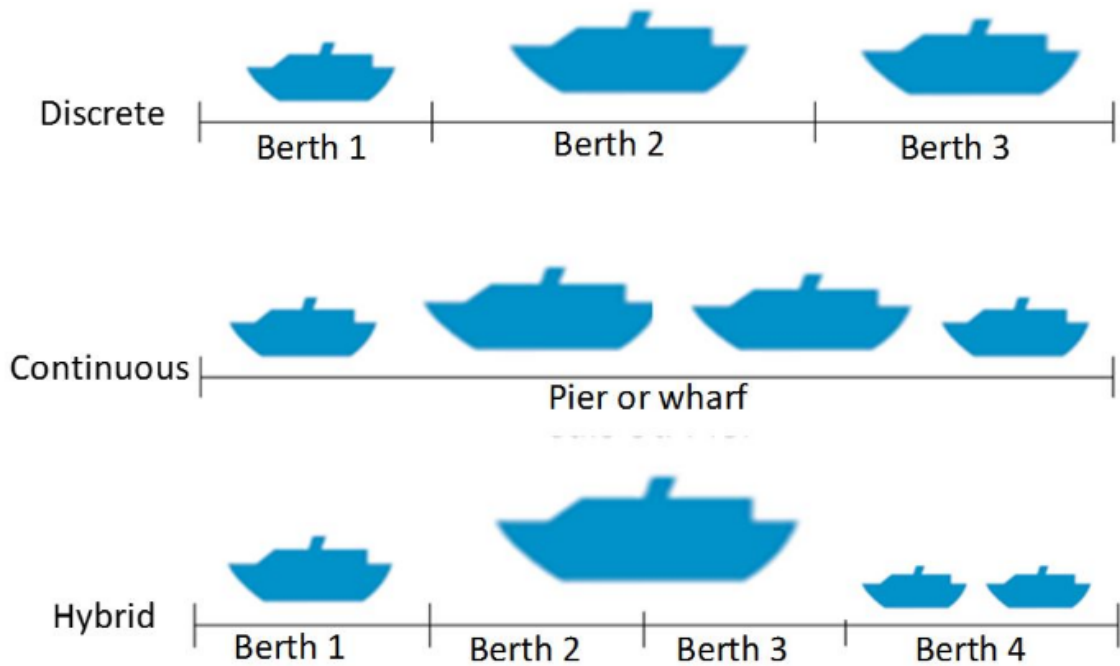 Discrete
Berth 1
Berth 2
Berth 3
Continuous
Pier or wharf
Hybrid
Berth 1
Berth 2
Berth 3
Berth 4